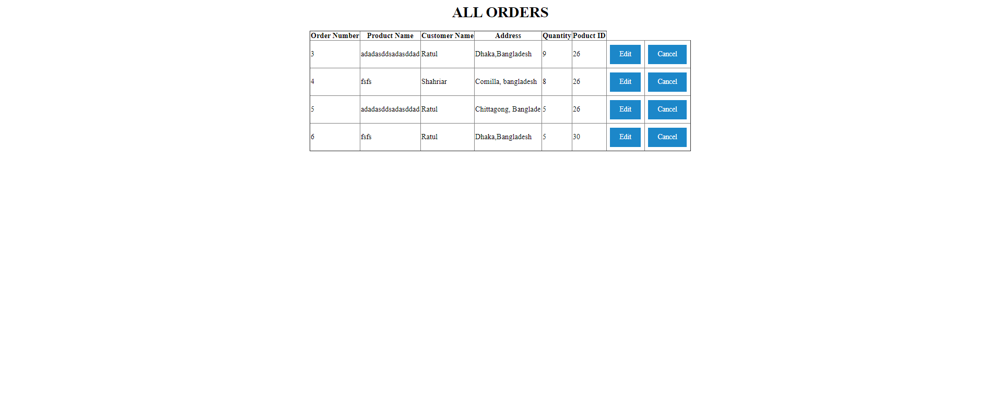 ALL ORDERS
Order Number Product Name Customer Name Address Quantity Poduct ID
3 adadasddsadasddad Ratul Dhaka,Bangladesh 9 26 Edit Cancel
4 fsfs Shahriar Comilla, bangladesh 8 26 Edit Cancel
5 adadasddsadasddad Ratul Chittagong, Banglade 5 26 Edit Cancel
6 fsfs Ratul Dhaka,Bangladesh 5 30 Edit Cancel